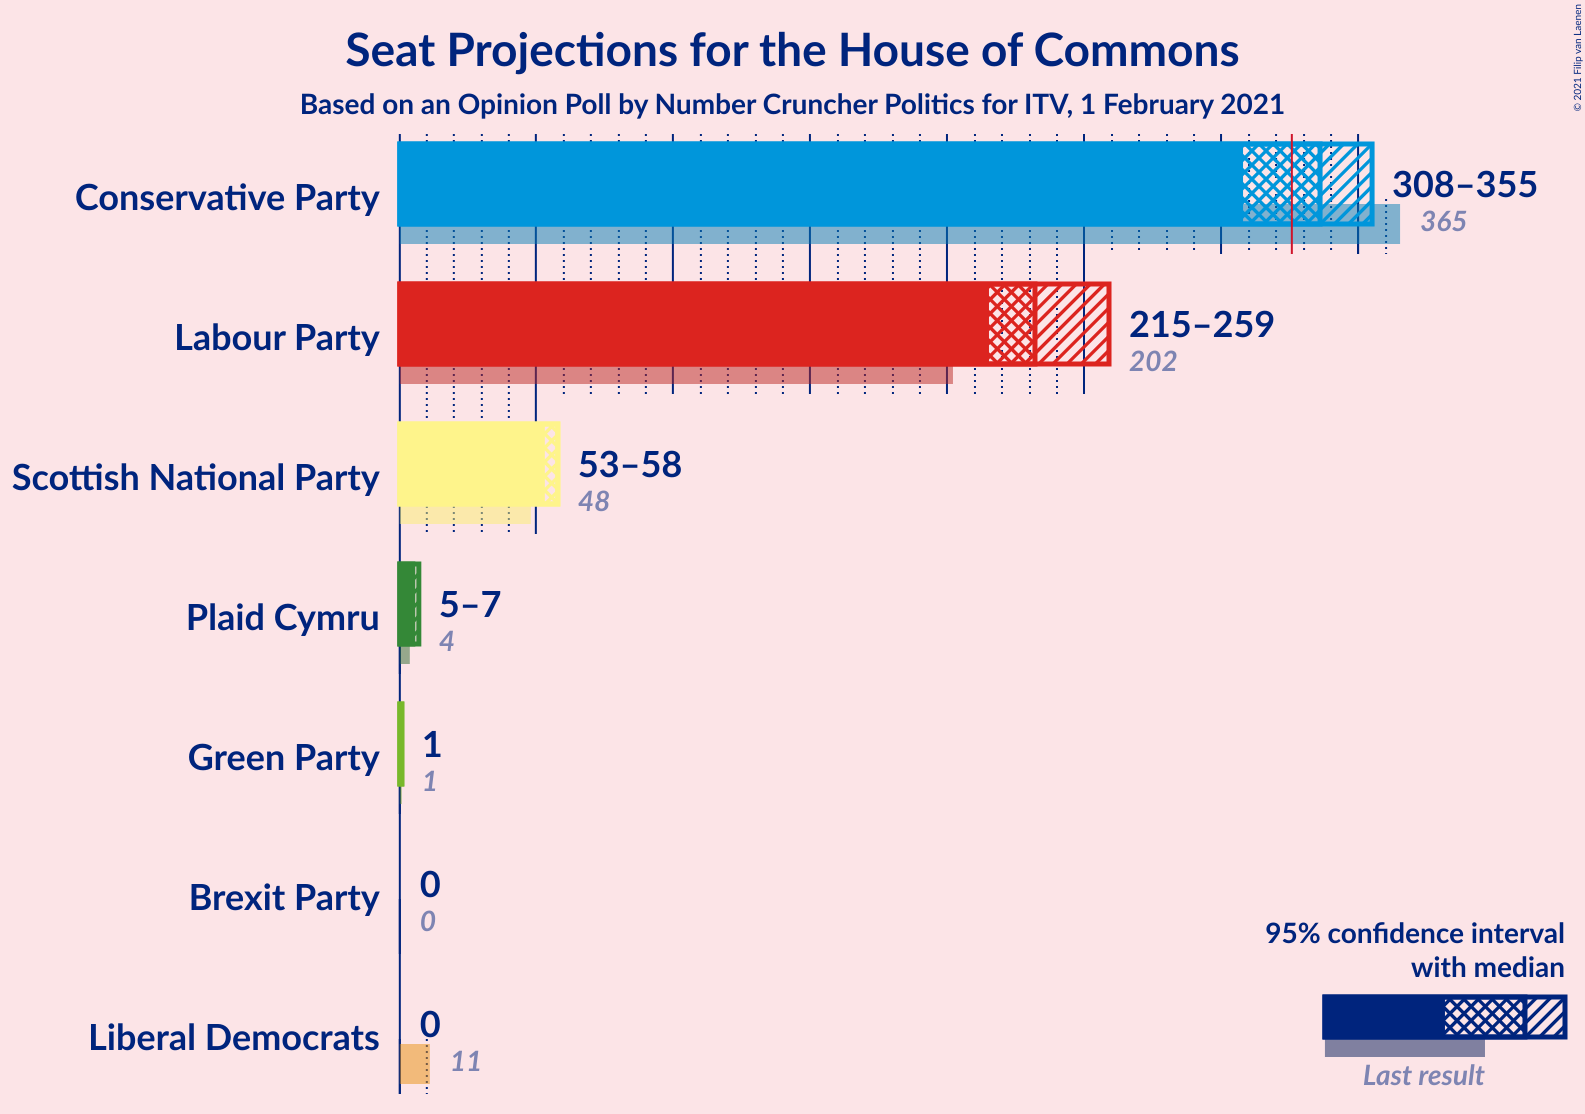 Seat Projections for the House of Commons
Based on an Opinion Poll by Number Cruncher Politics for ITV, 1 February 2021
© 2021 Filip van Laenen
Conservative Party
308–355
365
Labour Party
215–259
202
Scottish National Party
53–58
48
Plaid Cymru
5–7
4
Green Party
1
1
Brexit Party
0
0
Liberal Democrats
0
11
95% confidence interval
with median
Last result